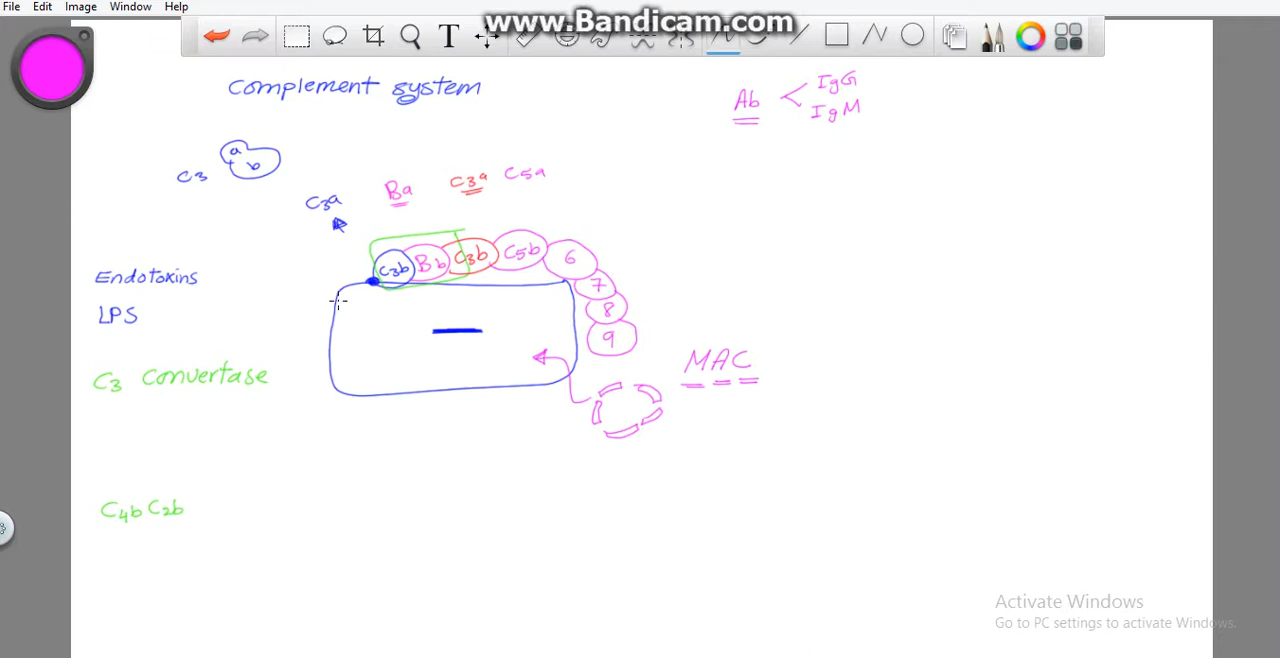 File Edit Image Window Help
www.Bandicam.com
T
Complement system
Ab < IgG
IgM
C3 a
b
C3a Ba C3a C5a
C3b Bb C3b C5b 6
7
8
9
Endotoxins
LPS
C3 Convertase
MAC
C4b C2b
Activate Windows
Go to PC settings to activate Windows.